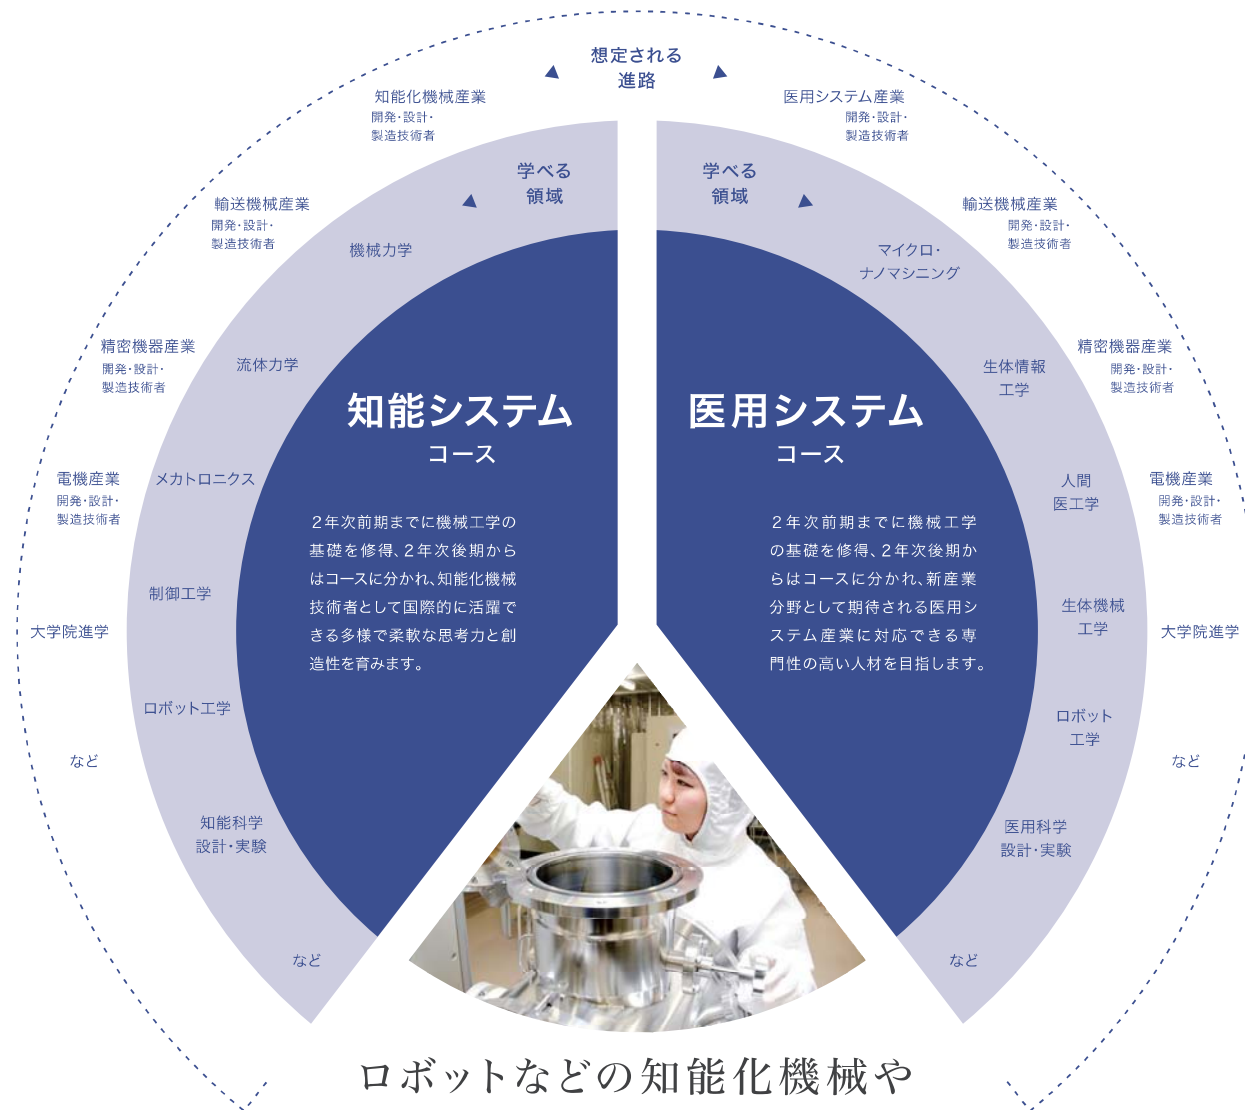 想定される
進路
知能化機械産業
開発・設計・
製造技術者
輸送機械産業
開発・設計・
製造技術者
精密機器産業
開発・設計・
製造技術者
電機産業
開発・設計・
製造技術者
大学院進学
など
学べる
領域
機械力学
流体力学
メカトロニクス
制御工学
ロボット工学
知能科学
設計・実験
など
知能システム
コース
2年次前期までに機械工学の
基礎を修得、2年次後期から
はコースに分かれ、知能化機械
技術者として国際的に活躍で
きる多様で柔軟な思考力と創
造性を育みます。
医用システム産業
開発・設計・
製造技術者
輸送機械産業
開発・設計・
製造技術者
精密機器産業
開発・設計・
製造技術者
電機産業
開発・設計・
製造技術者
大学院進学
など
学べる
領域
マイクロ・
ナノマシニング
生体情報
工学
人間
医工学
生体機械
工学
ロボット
工学
医用科学
設計・実験
など
医用システム
コース
2年次前期までに機械工学
の基礎を修得、2年次後期か
らはコースに分かれ、新産業
分野として期待される医用シ
ステム産業に対応できる専
門性の高い人材を目指します。
ロボットなどの知能化機械や